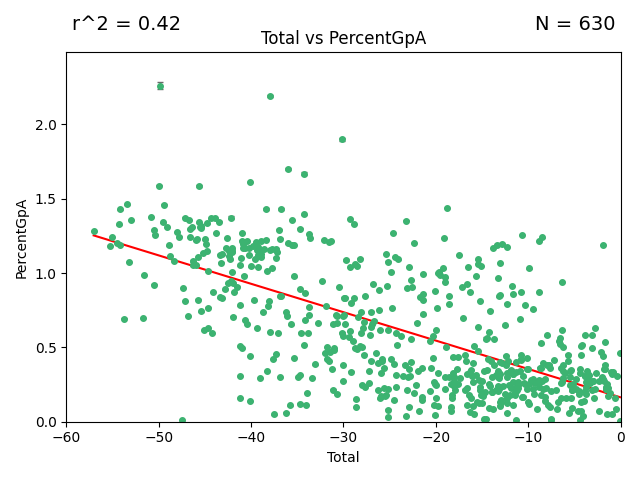 r^2 = 0.42
N = 630
Total vs PercentGpA
PercentGpA
2.0
1.5
1.0
0.5
0.0
−60
−50
−40
−30
−20
−10
0
Total